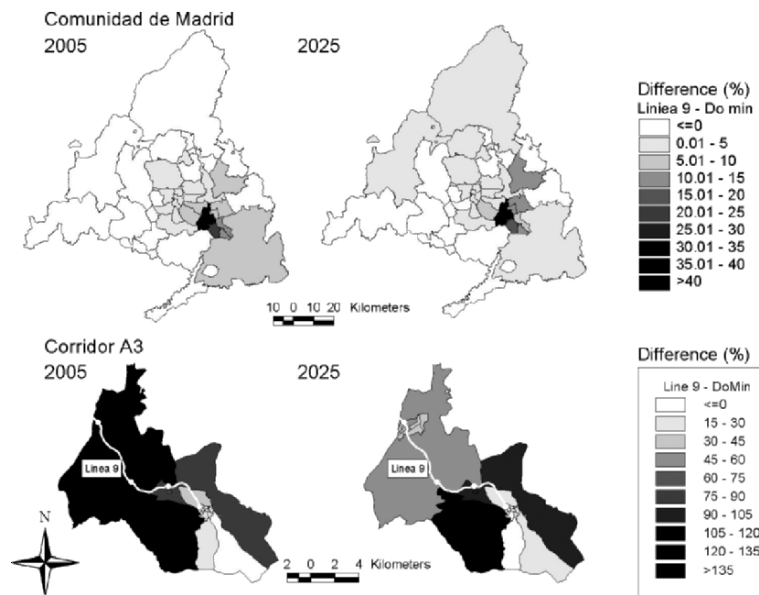 Comunidad de Madrid
2005
2025
Difference (%)
Liniea 9 - Do min
<=0
0.01 - 5
5.01 - 10
10.01 - 15
15.01 - 20
20.01 - 25
25.01 - 30
30.01 - 35
35.01 - 40
>40
10 0 10 20 Kilometers
Corridor A3
2005
2025
Linea 9
Linea 9
N
2 0 2 4 Kilometers
Difference (%)
Line 9 - DoMin
<=0
15 - 30
30 - 45
45 - 60
60 - 75
75 - 90
90 - 105
105 - 120
120 - 135
>135